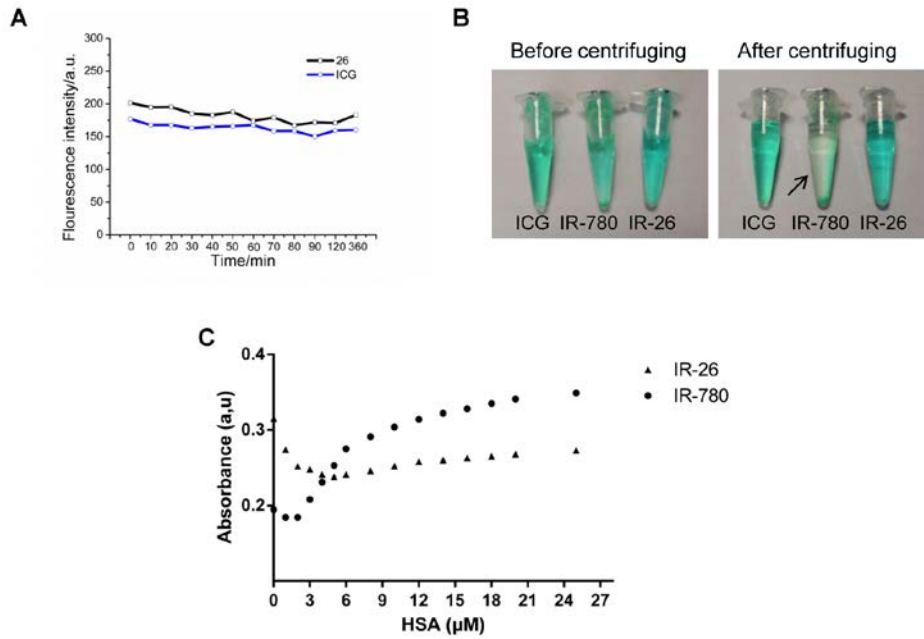 A
Flourescence intensity/a.u.
300
250
200
150
100
50
0
26
ICG
0 10 20 30 40 50 60 70 80 90 120 360
Time/min
B
Before centrifuging
ICG IR-780 IR-26
After centrifuging
ICG IR-780 IR-26
C
Absorbance (a,u)
0.4
0.3
0.2
0 3 6 9 12 15 18 21 24 27
HSA (μM)
IR-26
IR-780